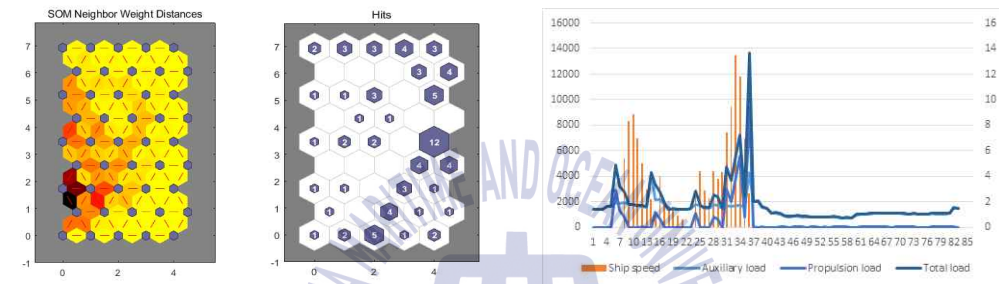 SOM Neighbor Weight Distances
7
6
5
4
3
2
1
0
-1
0 2 4
Hits
7
6
5
4
3
2
1
0
-1
2 3 3 4 3
3 4
1 1 3 5
1 1
1 2 2 12
4 4
1 1 3 1
1 4 1 1
1 2 5 1 2
0 2 4
16000 16
14000 14
12000 12
10000 10
8000 8
6000 6
4000 4
2000 2
0 0
1 4 7 10 13 16 19 22 25 28 31 34 37 40 43 46 49 52 55 58 61 64 67 70 73 76 79 82 85
Ship speed Auxillary load Propulsion load Total load
MARITIME AND OCE